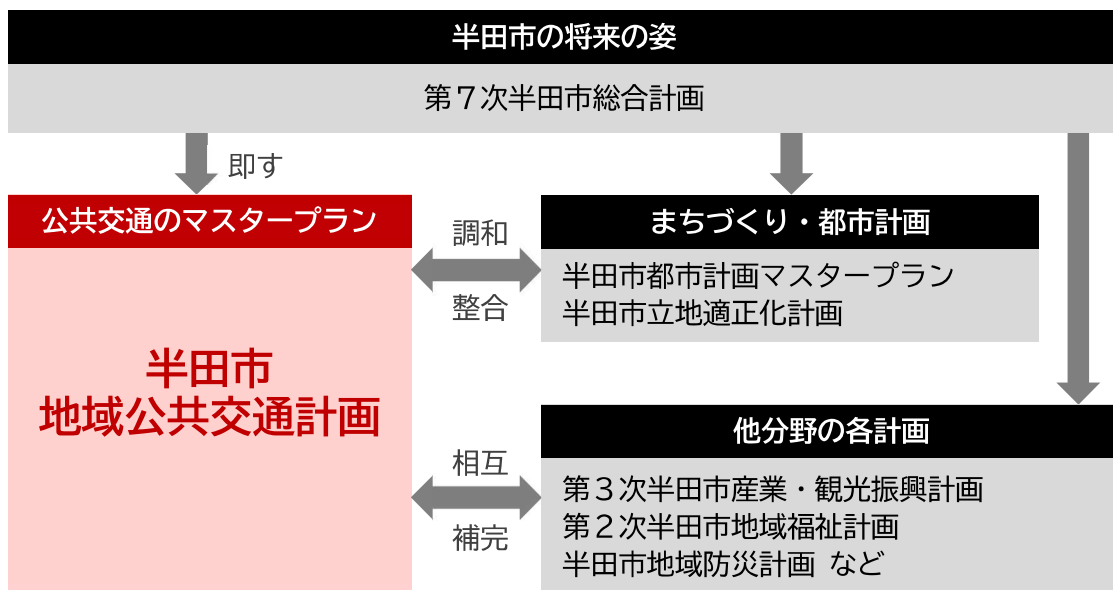 半田市の将来の姿
第７次半田市総合計画
即す
公共交通のマスタープラン
半田市
地域公共交通計画
調和
整合
まちづくり・都市計画
半田市都市計画マスタープラン
半田市立地適正化計画
相互
補完
他分野の各計画
第３次半田市産業・観光振興計画
第２次半田市地域福祉計画
半田市地域防災計画 など